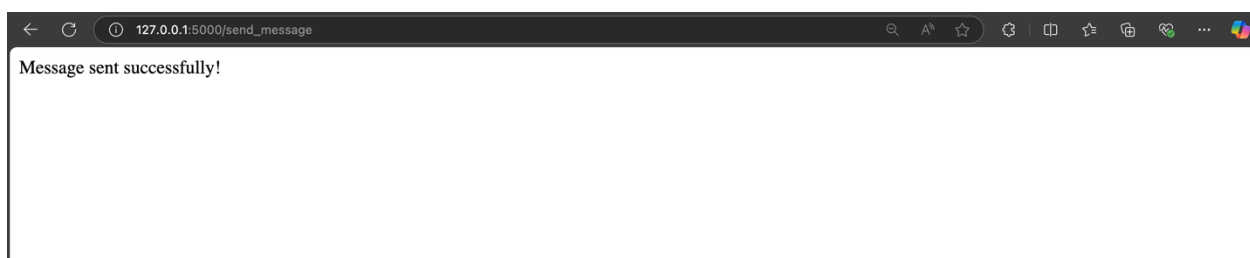 127.0.0.1:5000/send_message
Message sent successfully!